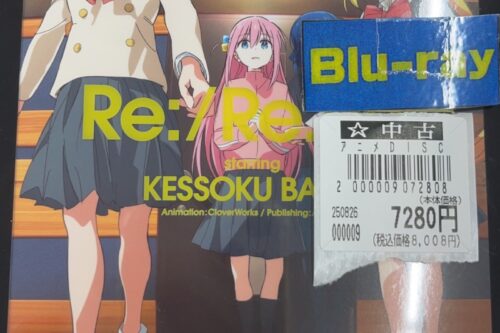 Blu-ray
Re:/Re.
starring
KESSOKU BA
Animation:CloverWorks / Publishing:
☆中古
アニメDISC
2 000009 072808
(本体価格)
250826
7280円
000009
(税込価格8,008円)